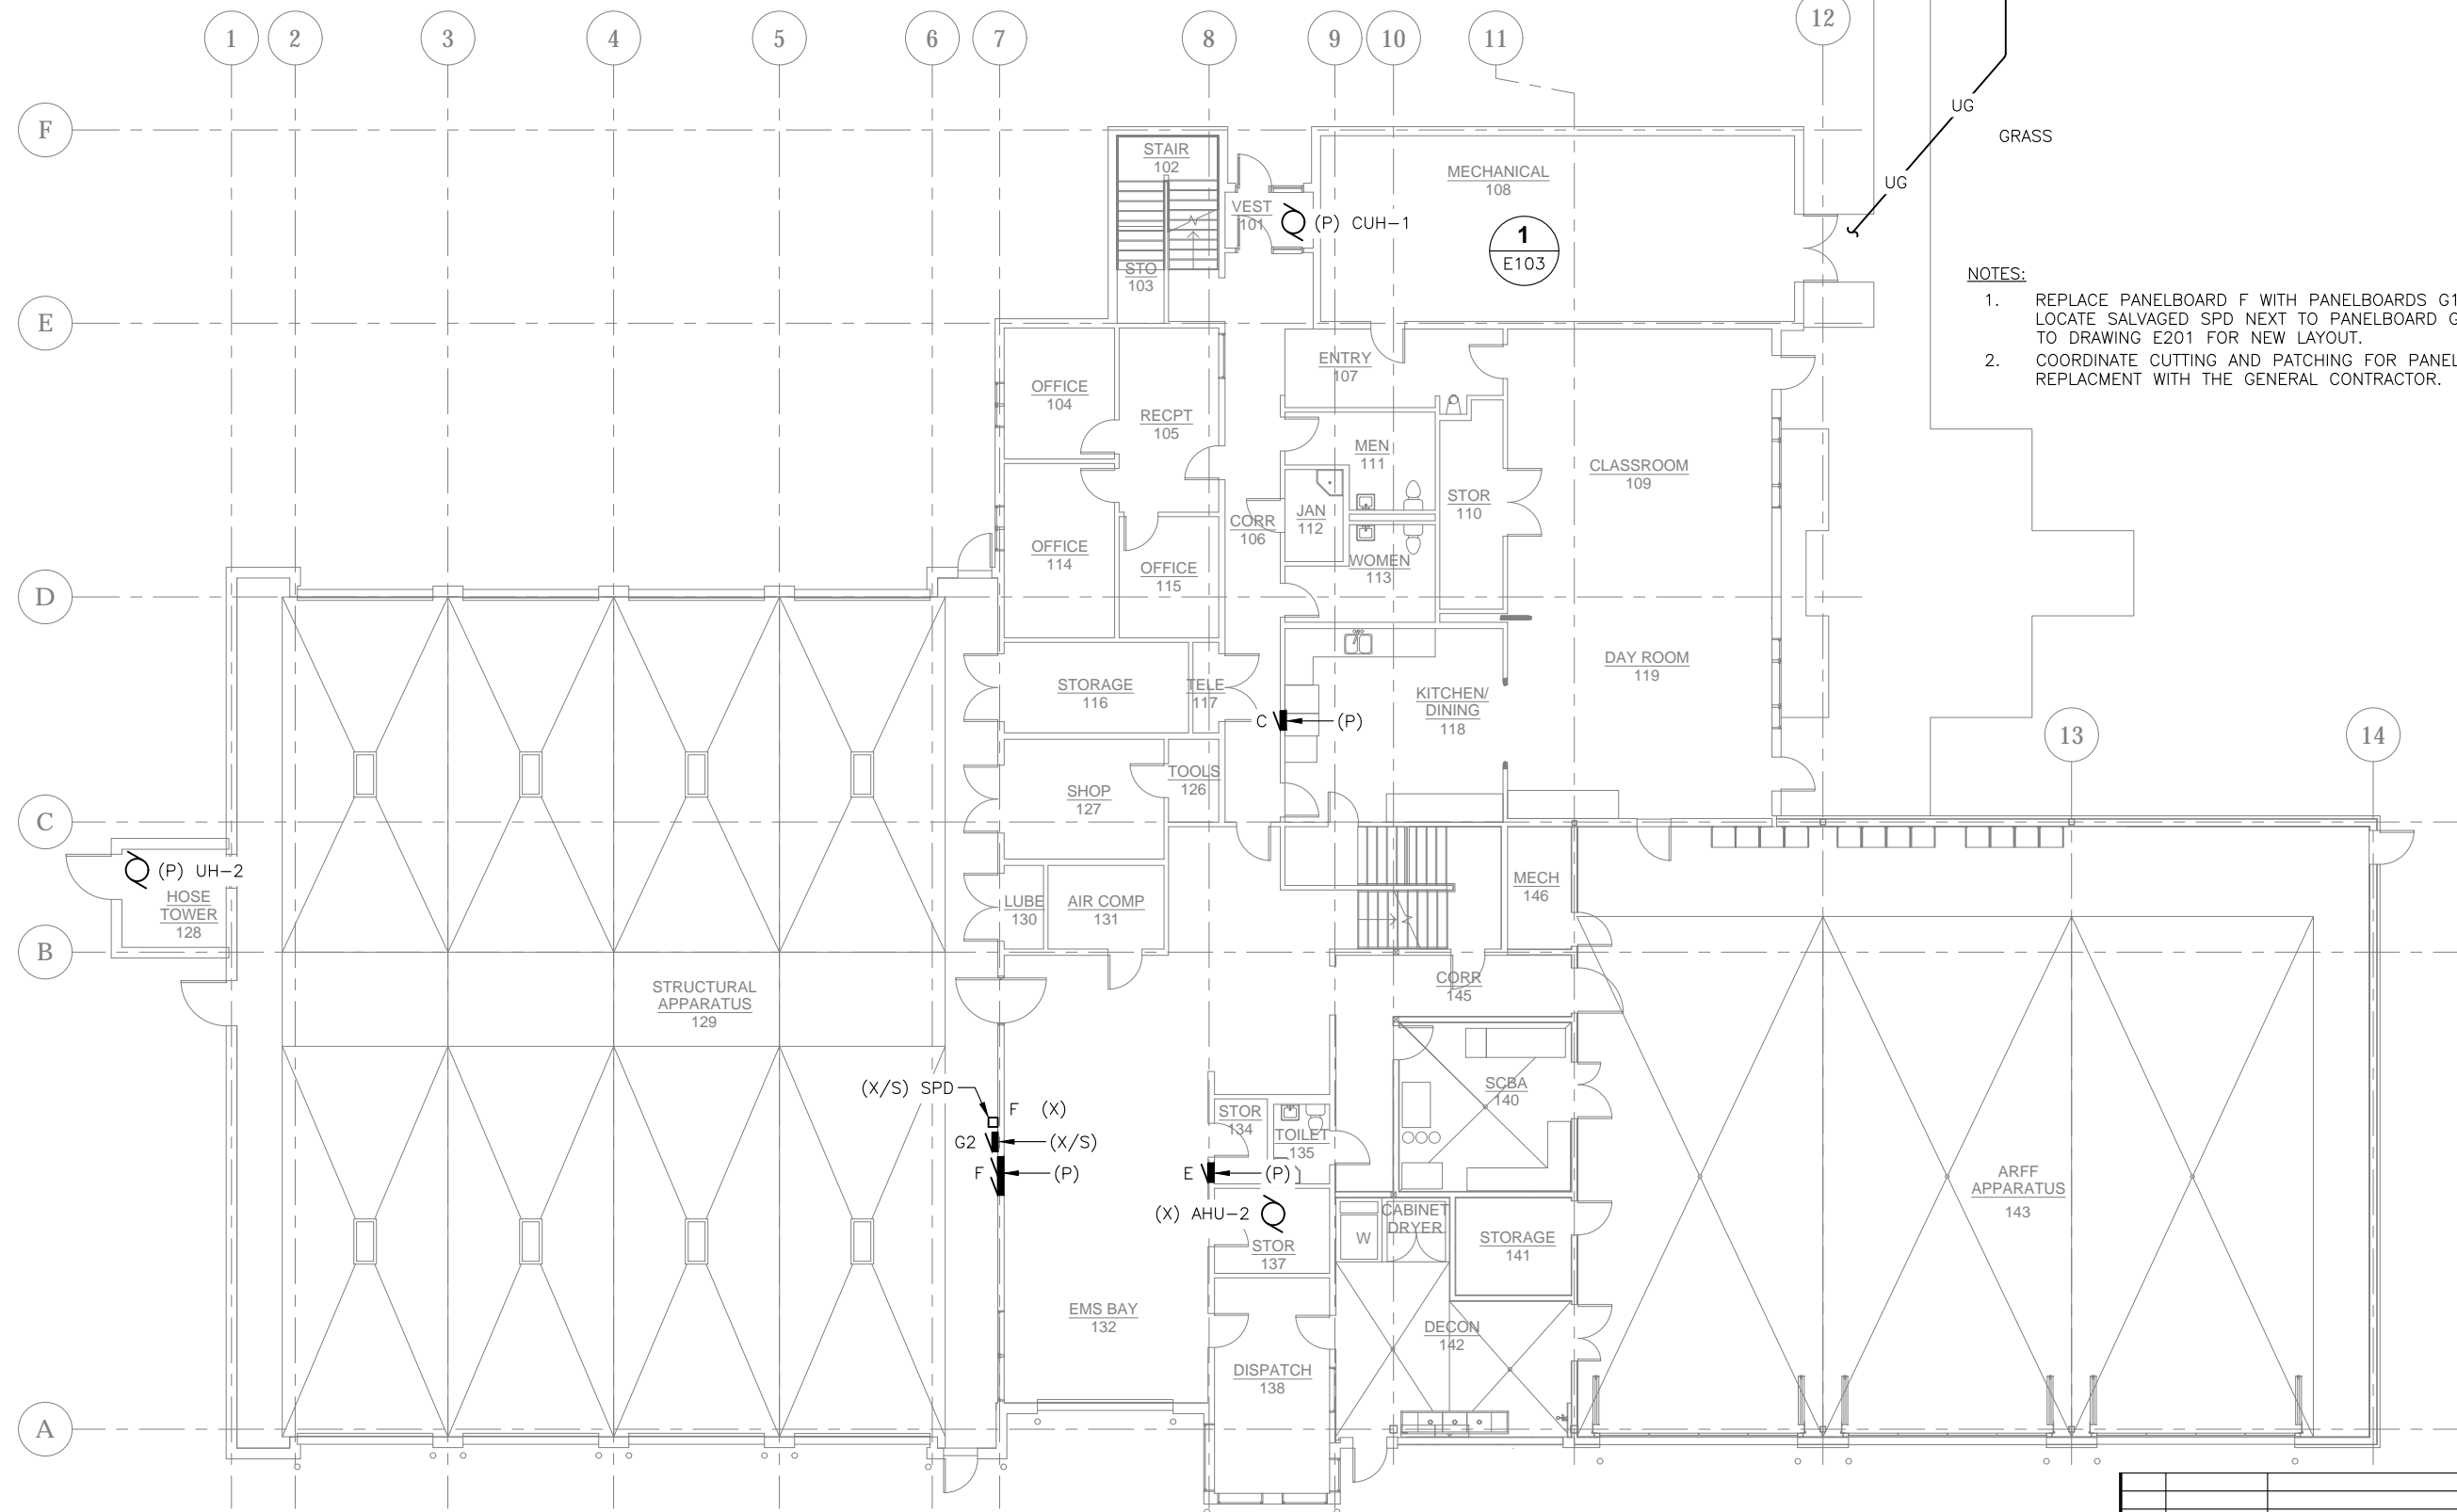 1 2 3 4 5 6 7 8 9 10 11 12
UG
GRASS
UG
F
STAIR
102
MECHANICAL
108
VEST
101
(P) CUH-1
1
E103
STO
103
NOTES:
1. REPLACE PANELBOARD F WITH PANELBOARDS G1
LOCATE SALVAGED SPD NEXT TO PANELBOARD G
TO DRAWING E201 FOR NEW LAYOUT.
2. COORDINATE CUTTING AND PATCHING FOR PANEL
REPLACMENT WITH THE GENERAL CONTRACTOR.
E
ENTRY
107
OFFICE
104
RECPT
105
MEN
111
CLASSROOM
109
STOR
110
JAN
112
CORR
106
OFFICE
114
OFFICE
115
WOMEN
113
D
DAY ROOM
119
STORAGE
116
TELE
117
KITCHEN/
DINING
118
C (P)
13 14
TOOLS
126
SHOP
127
C
(P) UH-2
HOSE
TOWER
128
MECH
146
LUBE
130
AIR COMP
131
B
STRUCTURAL
APPARATUS
129
CORR
145
(X/S) SPD
SCBA
140
F (X)
STOR
134
G2 (X/S)
TOILET
135
F (P)
E (P)
ARFF
APPARATUS
143
(X) AHU-2
CABINET
DRYER
W
STOR
137
STORAGE
141
EMS BAY
132
DECON
142
DISPATCH
138
A